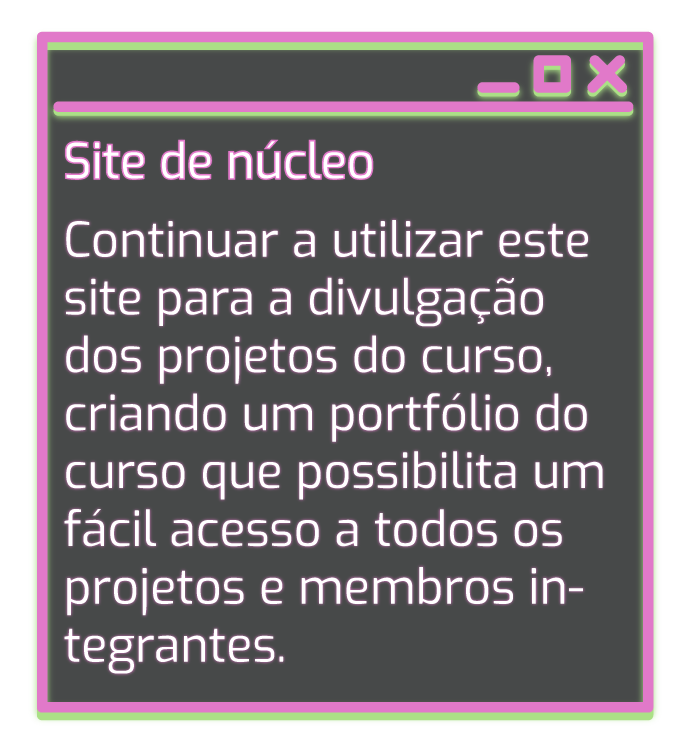 Site de núcleo
Continuar a utilizar este
site para a divulgação
dos projetos do curso,
criando um portfólio do
curso que possibilita um
fácil acesso a todos os
projetos e membros in-
tegrantes.